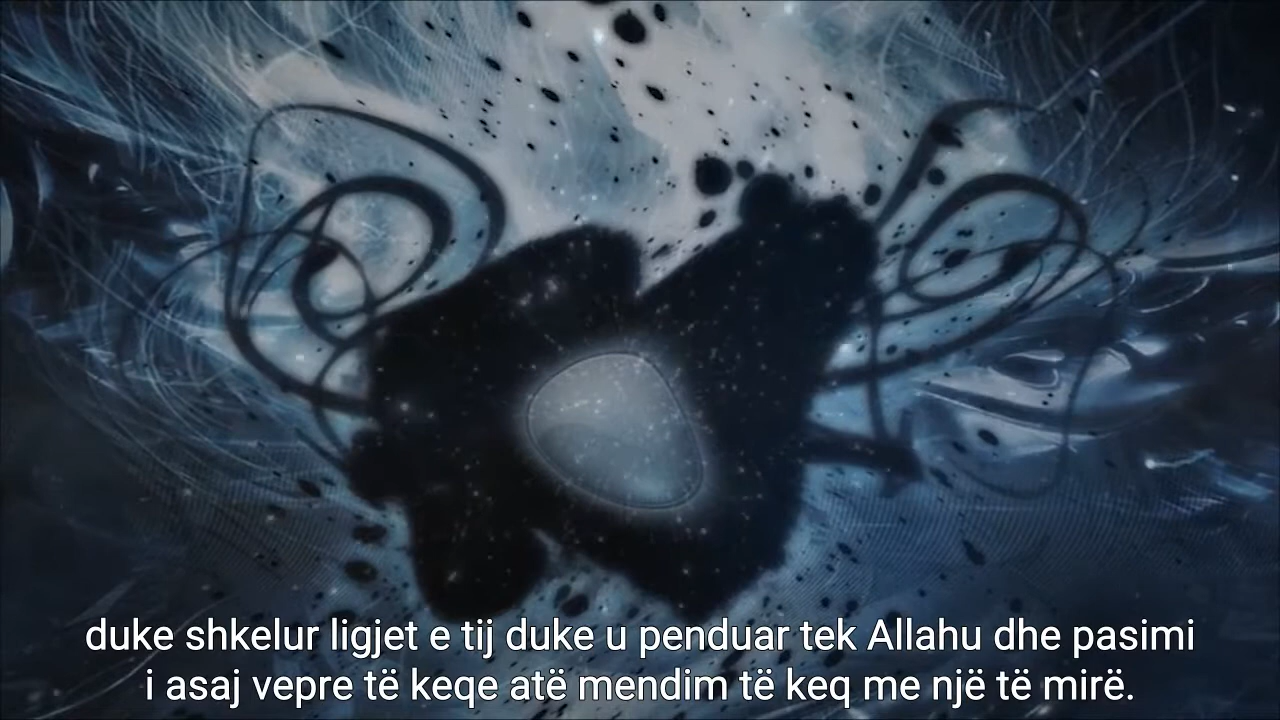 duke shkelur ligjet e tij duke u penduar tek Allahu dhe pasimi
i asaj vepre të keqe atë mendim të keq me një të mirë.